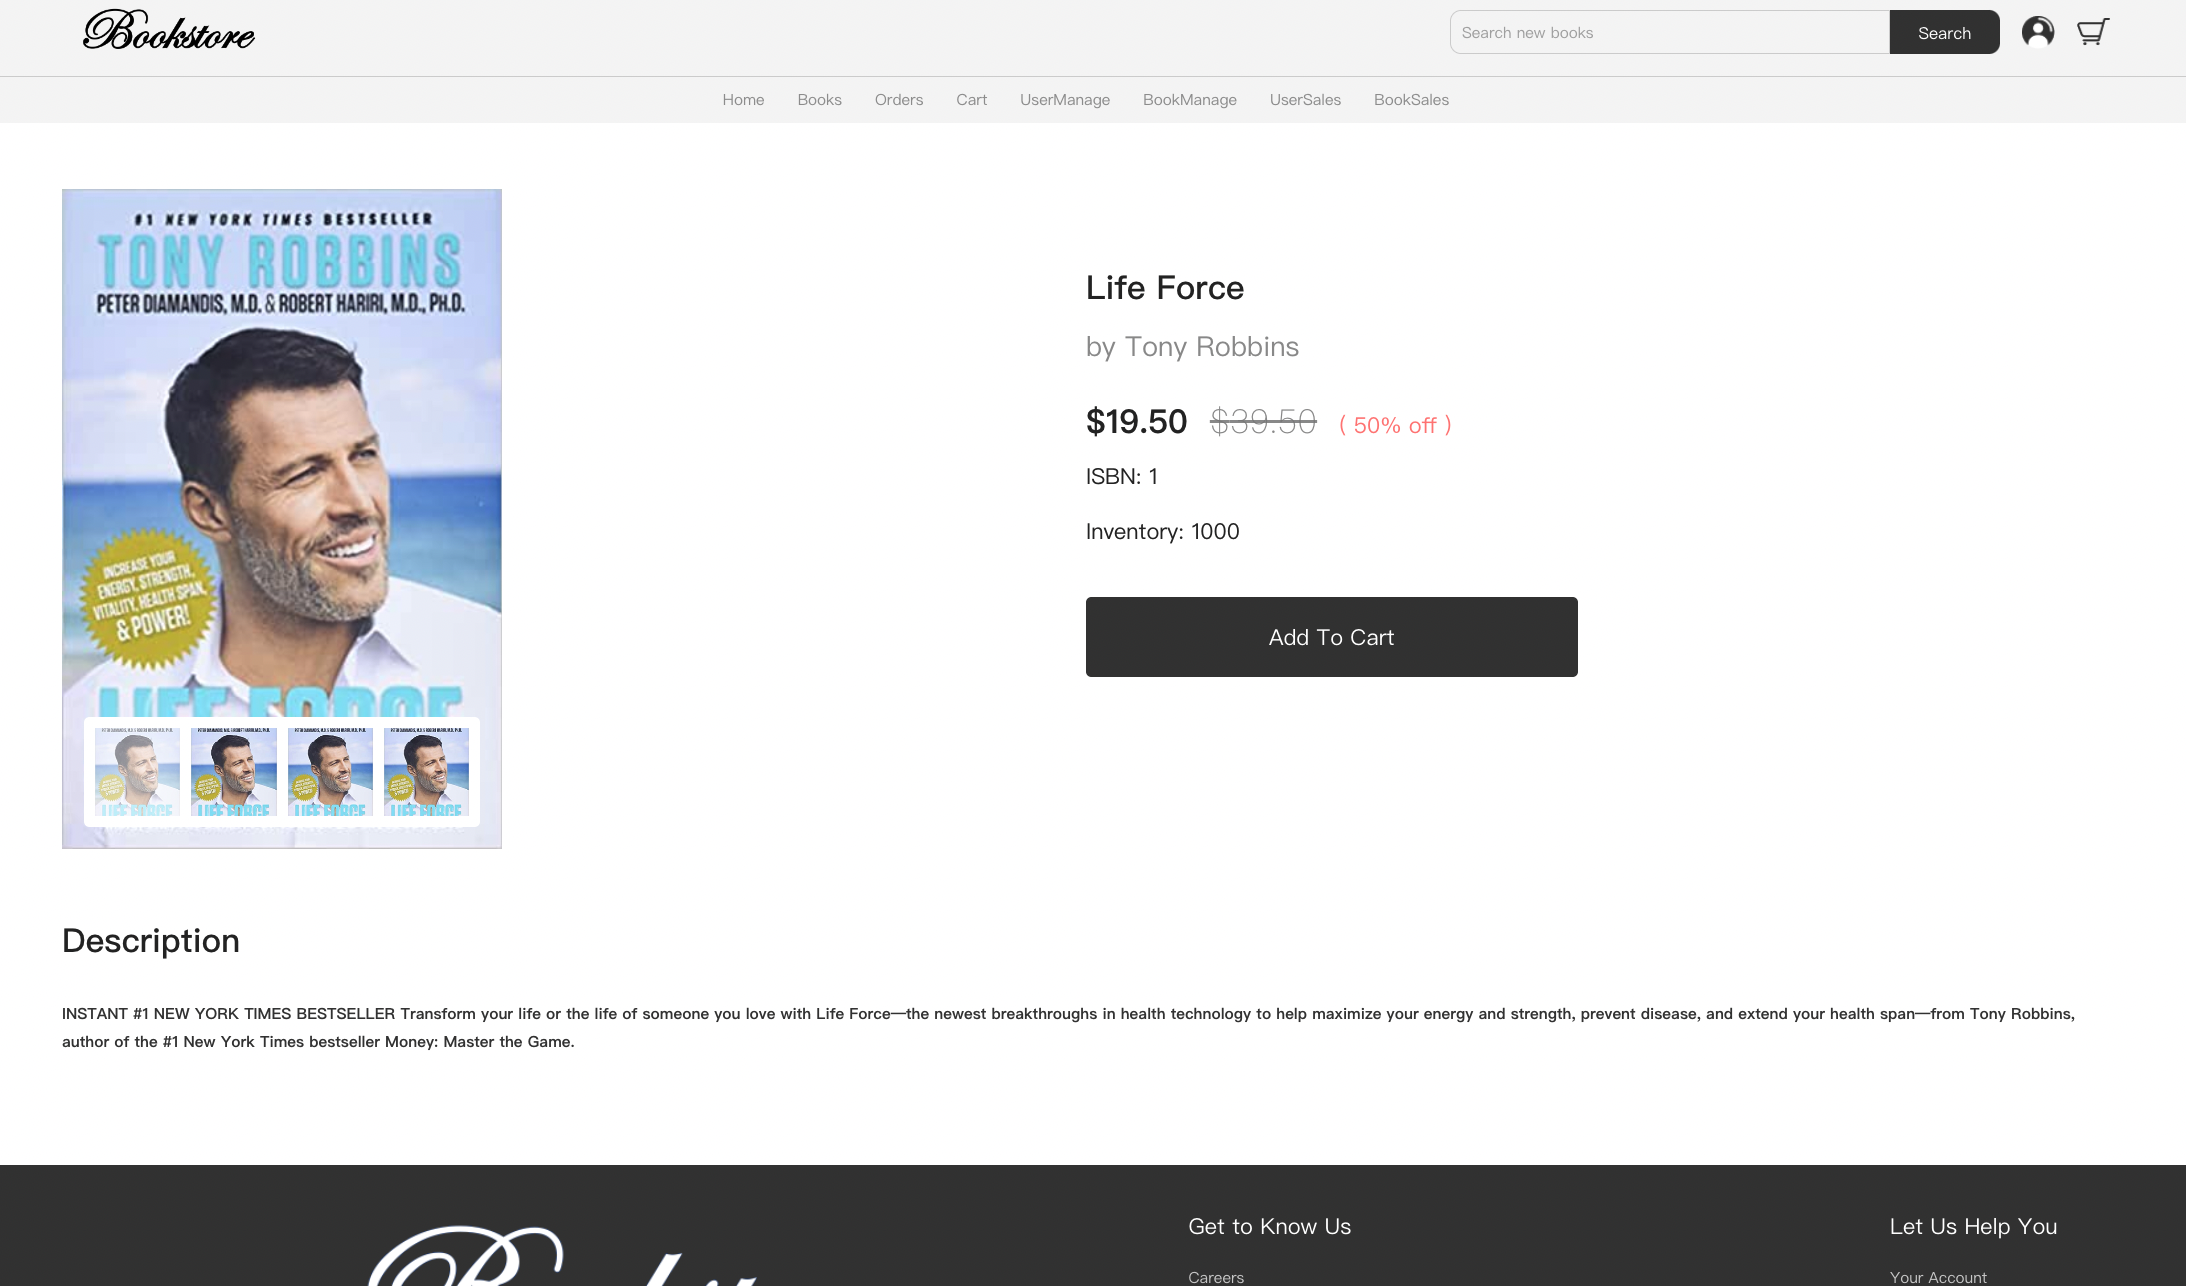 Bookstore
Search new books
Search
Home
Books
Orders
Cart
UserManage
BookManage
UserSales
BookSales
#1 NEW YORK TIMES BESTSELLER
TONY ROBBINS
PETER DIAMANDIS, M.D. & ROBERT HARIRI, M.D., PH.D.
INCREASE YOUR
ENERGY, STRENGTH,
VITALITY, HEALTH SPAN,
& POWER!
LIFE FORCE
Life Force
by Tony Robbins
$19.50 $39.50 ( 50% off )
ISBN: 1
Inventory: 1000
Add To Cart
Description
INSTANT #1 NEW YORK TIMES BESTSELLER Transform your life or the life of someone you love with Life Force—the newest breakthroughs in health technology to help maximize your energy and strength, prevent disease, and extend your health span—from Tony Robbins,
author of the #1 New York Times bestseller Money: Master the Game.
Get to Know Us
Careers
Let Us Help You
Your Account